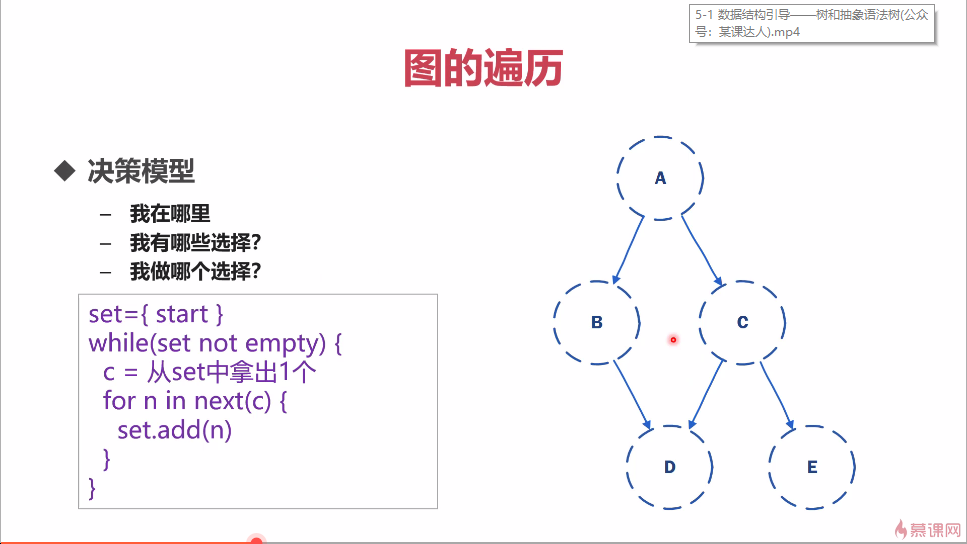 5-1 数据结构引导——树和抽象语法树(公众
号：某课达人).mp4
图的遍历
◆ 决策模型
– 我在哪里
– 我有哪些选择?
– 我做哪个选择?
set={ start }
while(set not empty) {
c = 从set中拿出1个
for n in next(c) {
set.add(n)
}
}
A
B
C
D
E
慕课网